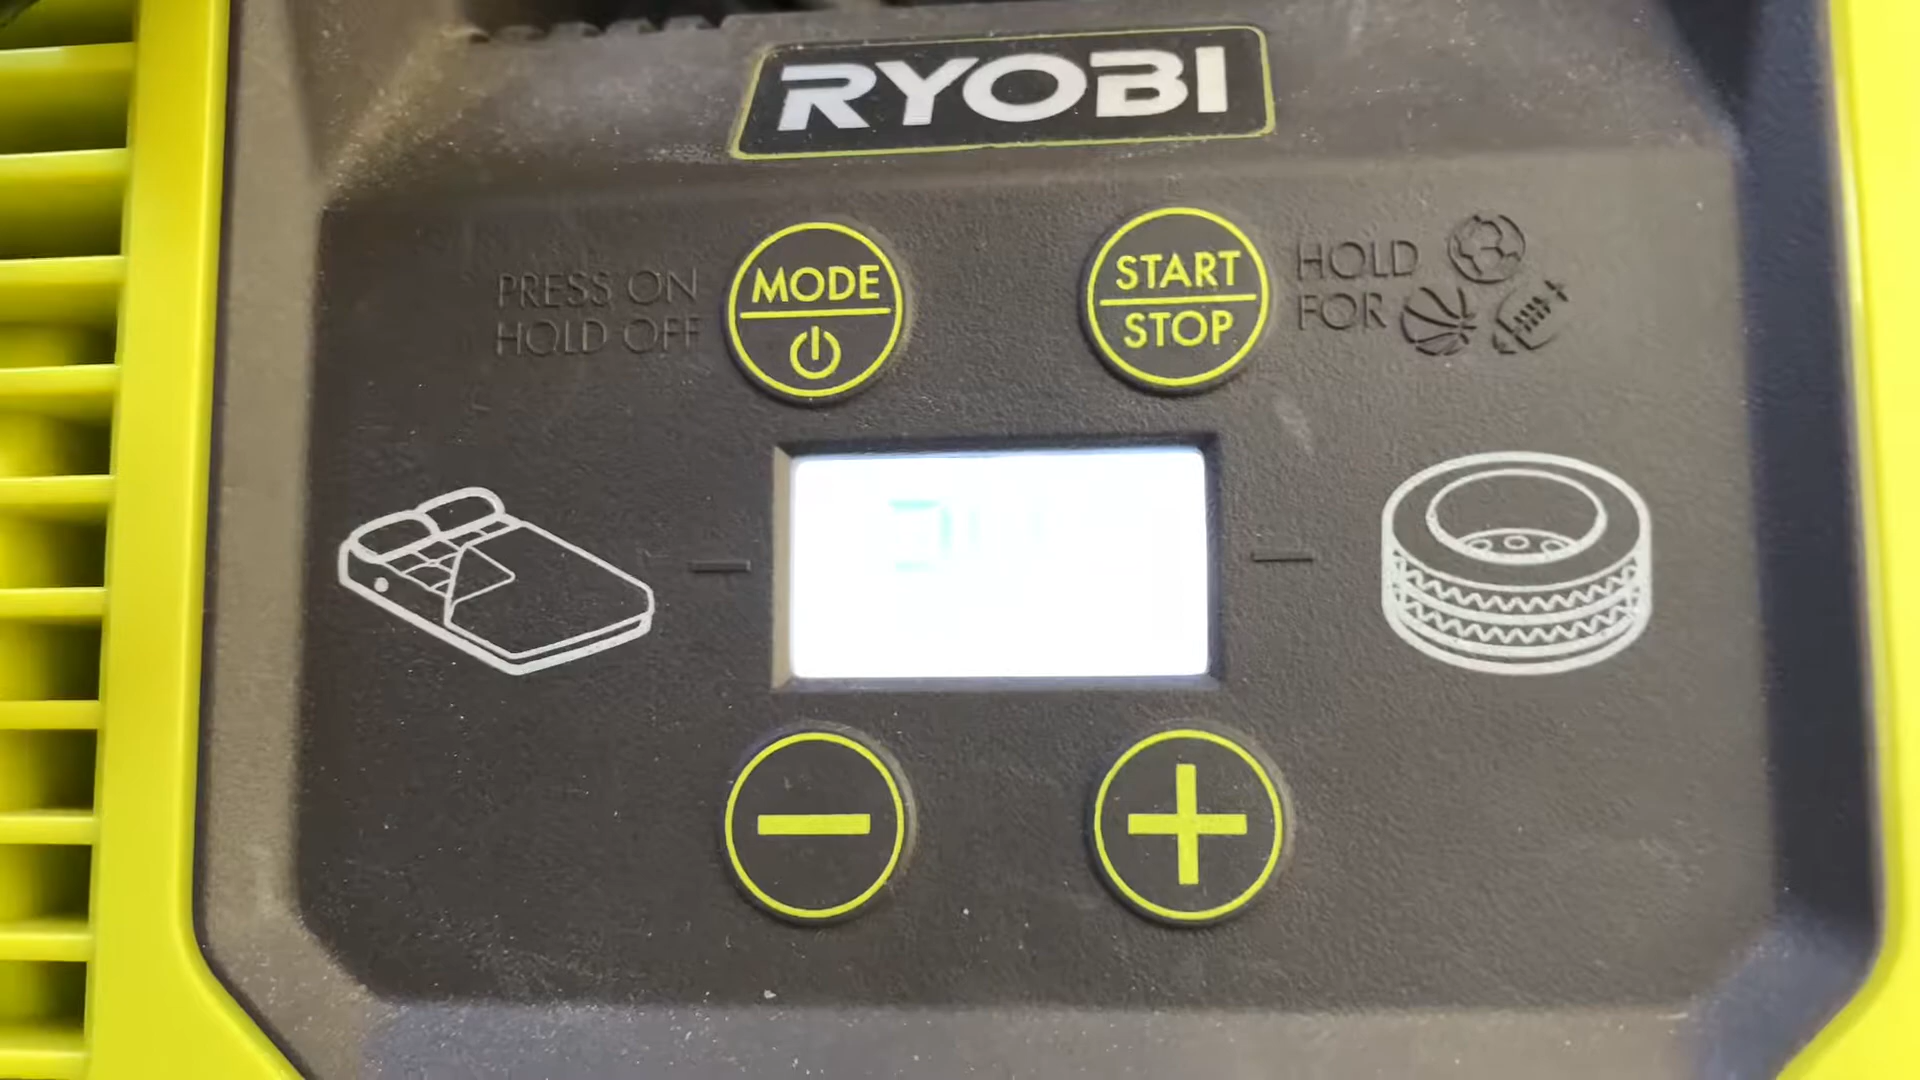 RYOBI
PRESS ON
HOLD OFF
MODE
START
STOP
HOLD
FOR